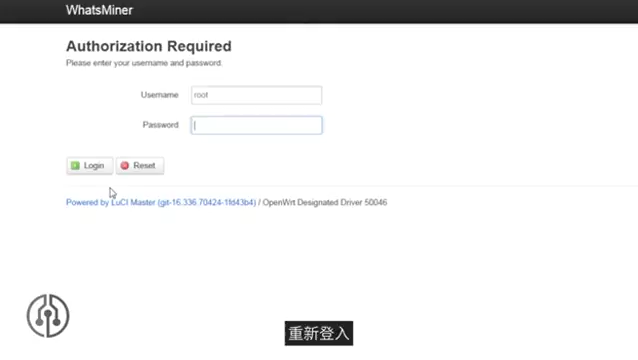 WhatsMiner
Authorization Required
Please enter your username and password.
Username root
Password
Login Reset
Powered by LuCI Master (git-16.336.70424-1fd43b4) / OpenWrt Designated Driver 50046
重新登入